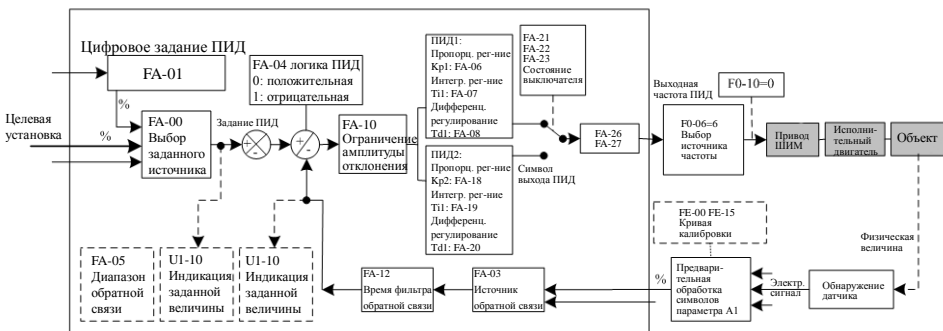 Цифровое задание ПИД
FA-01
%
Целевая
установка
%
FA-00
Выбор
заданного
источника
Задание ПИД
FA-04 логика ПИД
0: положительная
1: отрицательная
+
-
FA-10
Ограничение
амплитуды
отклонения
ПИД1:
Пропорц. рег-ние
Kp1: FA-06
Интегр. рег-ние
Ti1: FA-07
Дифференц.
регулирование
Td1: FA-08
ПИД2:
Пропорц. рег-ние
Kp2: FA-18
Интегр. рег-ние
Ti1: FA-19
Дифференц.
регулирование
Td1: FA-20
FA-21
FA-22
FA-23
Состояние
выключателя
Символ
выхода ПИД
FA-26
FA-27
Выходная
частота ПИД
F0-06=6
Выбор
источника
частоты
F0-10=0
Привод
ШИМ
Исполни-
тельный
двигатель
Объект
Физическая
величина
FA-05
Диапазон
обратной
связи
U1-10
Индикация
заданной
величины
U1-10
Индикация
заданной
величины
FA-12
Время фильтра
обратной связи
FA-03
Источник
обратной связи
%
FE-00 FE-15
Кривая
калибровки
Предвари-
тельная
обработка
символов
параметра A1
Электр.
сигнал
Обнаружение
датчика